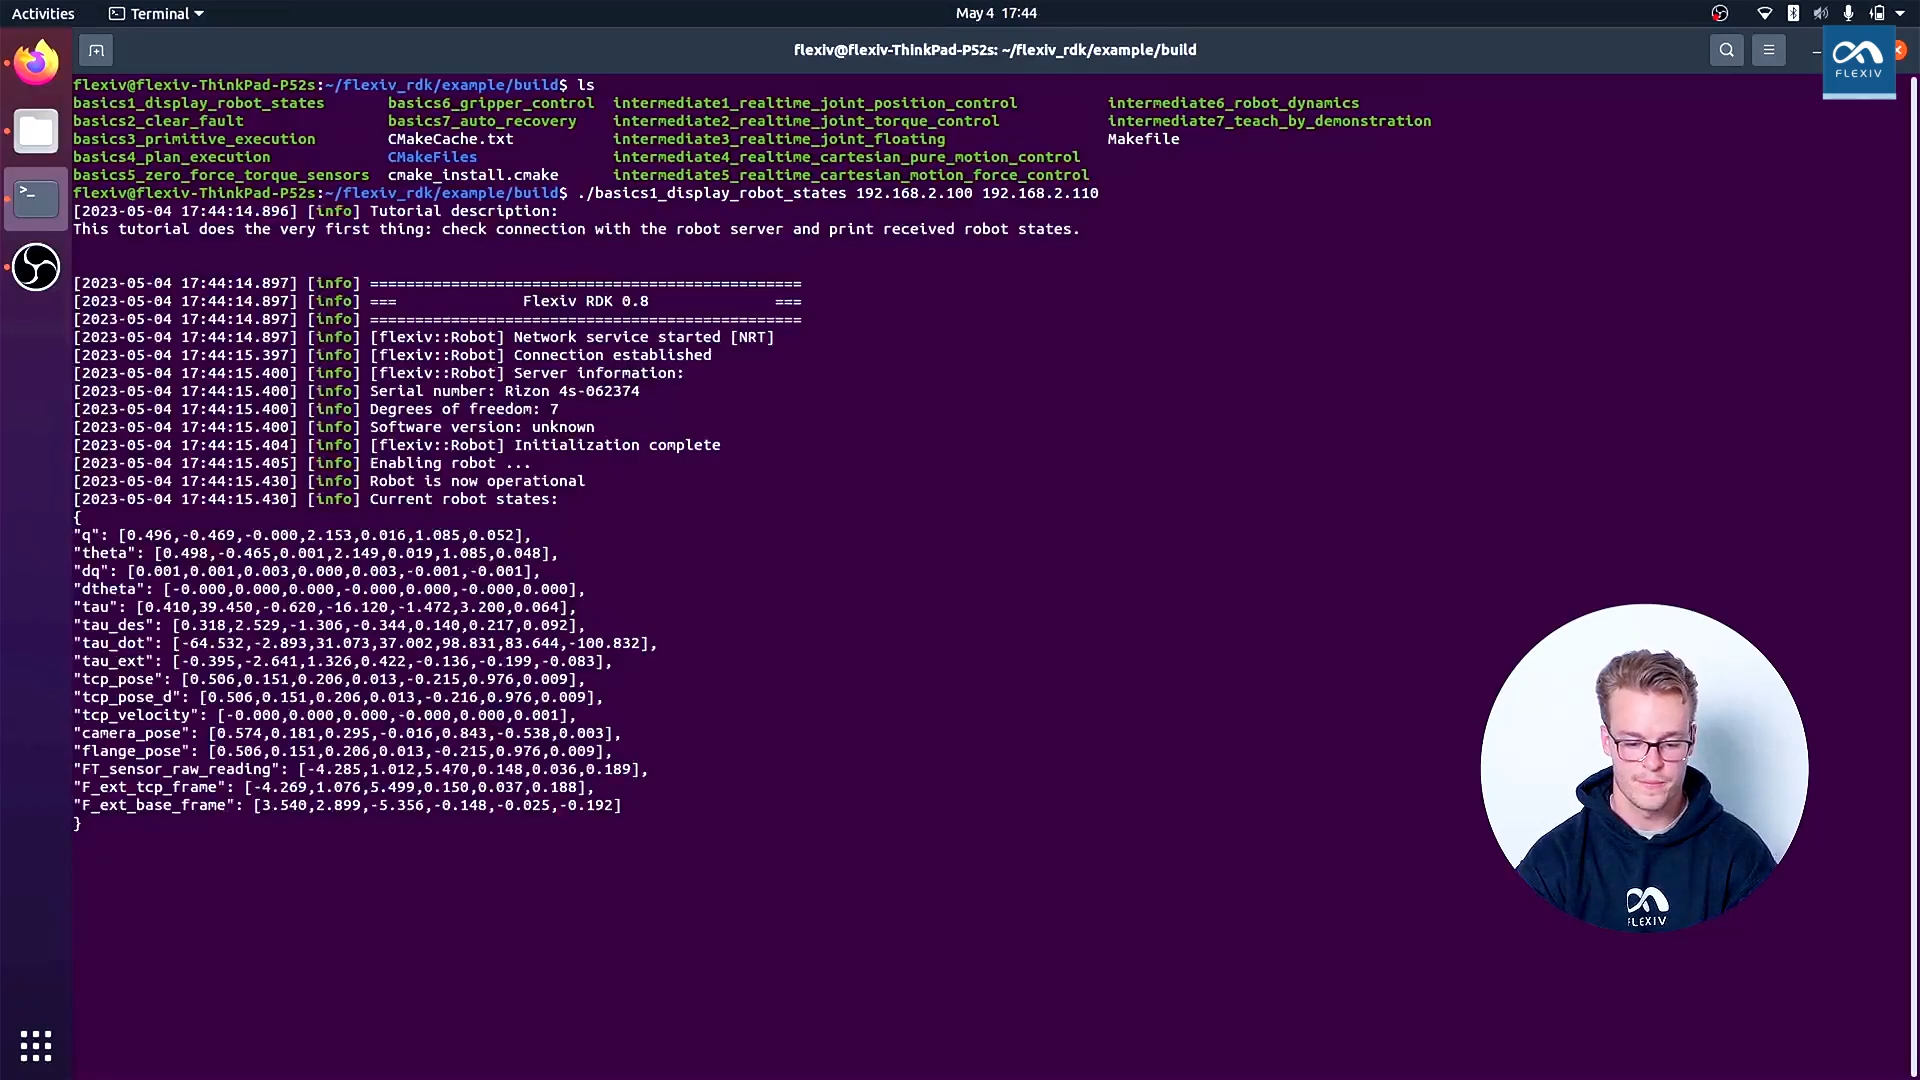 Activities
Terminal
May 4 17:44
flexiv@flexiv-ThinkPad-P52s: ~/flexiv_rdk/example/build
FLEXIV
flexiv@flexiv-ThinkPad-P52s:~/flexiv_rdk/example/build$ ls
basics1_display_robot_states basics6_gripper_control intermediate1_realtime_joint_position_control intermediate6_robot_dynamics
basics2_clear_fault basics7_auto_recovery intermediate2_realtime_joint_torque_control intermediate7_teach_by_demonstration
basics3_primitive_execution CMakeCache.txt intermediate3_realtime_joint_floating Makefile
basics4_plan_execution CMakeFiles intermediate4_realtime_cartesian_pure_motion_control
basics5_zero_force_torque_sensors cmake_install.cmake intermediate5_realtime_cartesian_motion_force_control
flexiv@flexiv-ThinkPad-P52s:~/flexiv_rdk/example/build$ ./basics1_display_robot_states 192.168.2.100 192.168.2.110
[2023-05-04 17:44:14.896] [info] Tutorial description:
This tutorial does the very first thing: check connection with the robot server and print received robot states.
[2023-05-04 17:44:14.897] [info] ================================================
[2023-05-04 17:44:14.897] [info] === Flexiv RDK 0.8 ===
[2023-05-04 17:44:14.897] [info] ================================================
[2023-05-04 17:44:14.897] [info] [flexiv::Robot] Network service started [NRT]
[2023-05-04 17:44:15.397] [info] [flexiv::Robot] Connection established
[2023-05-04 17:44:15.400] [info] [flexiv::Robot] Server information:
[2023-05-04 17:44:15.400] [info] Serial number: Rizon 4s-062374
[2023-05-04 17:44:15.400] [info] Degrees of freedom: 7
[2023-05-04 17:44:15.400] [info] Software version: unknown
[2023-05-04 17:44:15.404] [info] [flexiv::Robot] Initialization complete
[2023-05-04 17:44:15.405] [info] Enabling robot ...
[2023-05-04 17:44:15.430] [info] Robot is now operational
[2023-05-04 17:44:15.430] [info] Current robot states:
{
"q": [0.496,-0.469,-0.000,2.153,0.016,1.085,0.052],
"theta": [0.498,-0.465,0.001,2.149,0.019,1.085,0.048],
"dq": [0.001,0.001,0.003,0.000,0.003,-0.001,-0.001],
"dtheta": [-0.000,0.000,0.000,-0.000,0.000,-0.000,0.000],
"tau": [0.410,39.450,-0.620,-16.120,-1.472,3.200,0.064],
"tau_des": [0.318,2.529,-1.306,-0.344,0.140,0.217,0.092],
"tau_dot": [-64.532,-2.893,31.073,37.002,98.831,83.644,-100.832],
"tau_ext": [-0.395,-2.641,1.326,0.422,-0.136,-0.199,-0.083],
"tcp_pose": [0.506,0.151,0.206,0.013,-0.215,0.976,0.009],
"tcp_pose_d": [0.506,0.151,0.206,0.013,-0.216,0.976,0.009],
"tcp_velocity": [-0.000,0.000,0.000,-0.000,0.000,0.001],
"camera_pose": [0.574,0.181,0.295,-0.016,0.843,-0.538,0.003],
"flange_pose": [0.506,0.151,0.206,0.013,-0.215,0.976,0.009],
"FT_sensor_raw_reading": [-4.285,1.012,5.470,0.148,0.036,0.189],
"F_ext_tcp_frame": [-4.269,1.076,5.499,0.150,0.037,0.188],
"F_ext_base_frame": [3.540,2.899,-5.356,-0.148,-0.025,-0.192]
}
FLEXIV